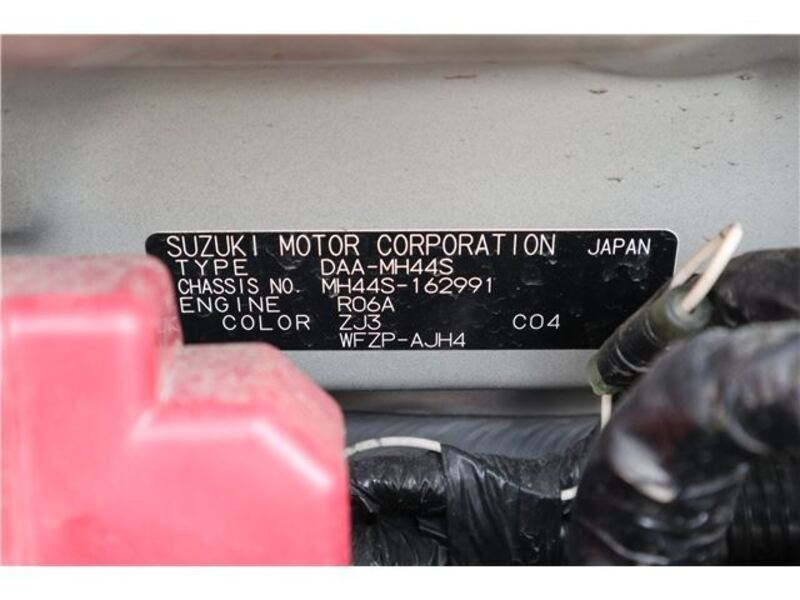 SUZUKI MOTOR CORPORATION JAPAN
TYPE DAA-MH44S
CHASSIS NO. MH44S-162991
ENGINE R06A
COLOR ZJ3 C04
WFZP-AJH4